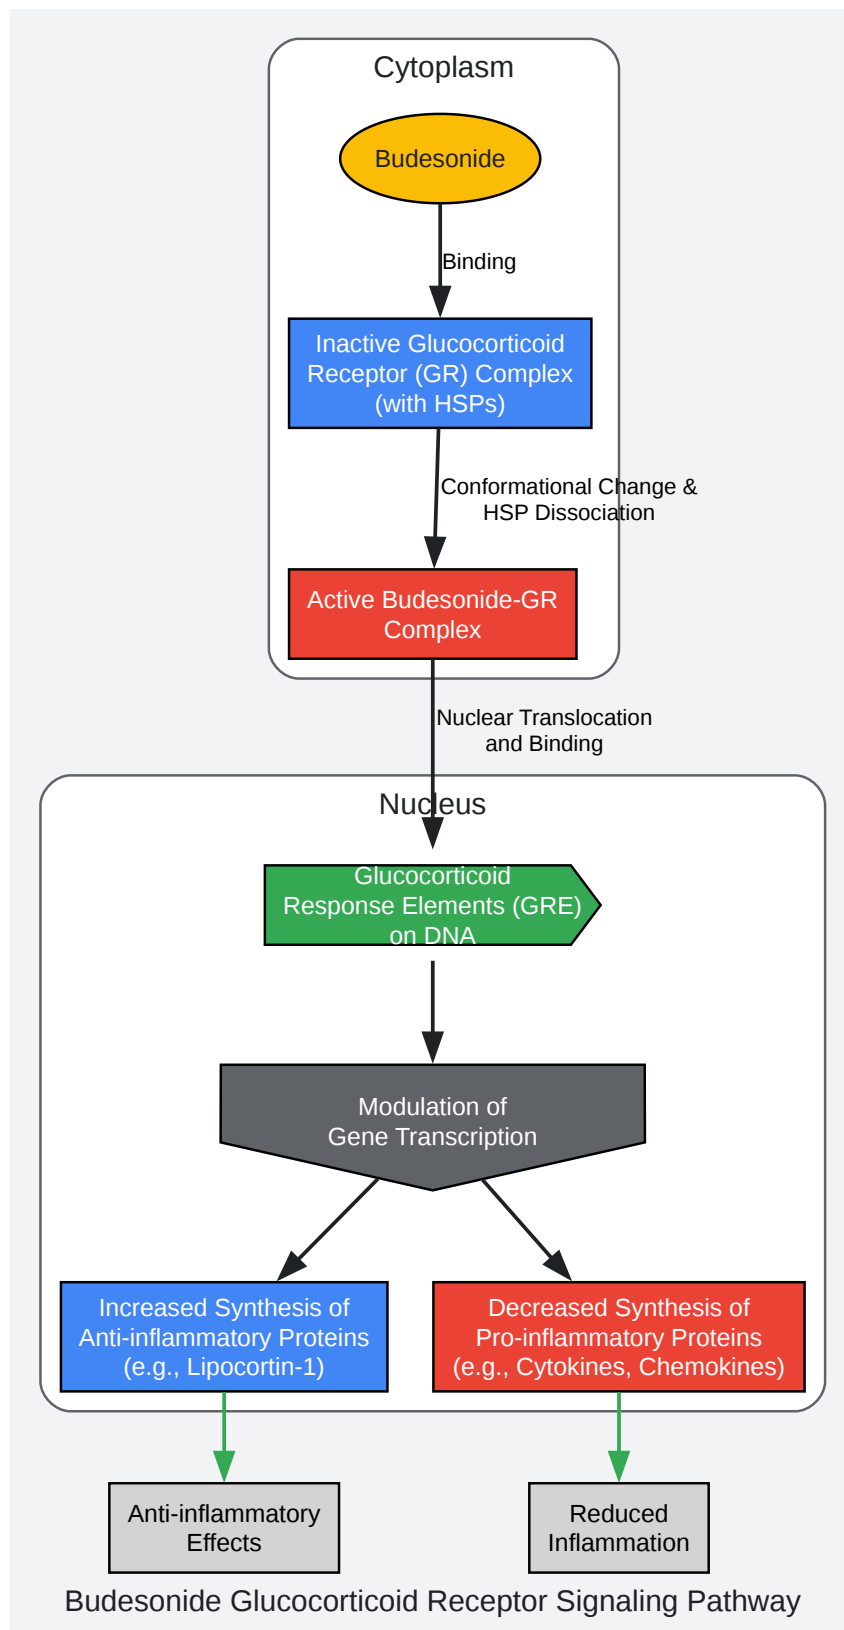 Cytoplasm
Budesonide
Binding
Inactive Glucocorticoid
Receptor (GR) Complex
(with HSPs)
Conformational Change &
HSP Dissociation
Active Budesonide-GR
Complex
Nuclear Translocation
and Binding
Nucleus
Glucocorticoid
Response Elements (GRE)
on DNA
Modulation of
Gene Transcription
Increased Synthesis of
Anti-inflammatory Proteins
(e.g., Lipocortin-1)
Decreased Synthesis of
Pro-inflammatory Proteins
(e.g., Cytokines, Chemokines)
Anti-inflammatory
Effects
Reduced
Inflammation
Budesonide Glucocorticoid Receptor Signaling Pathway